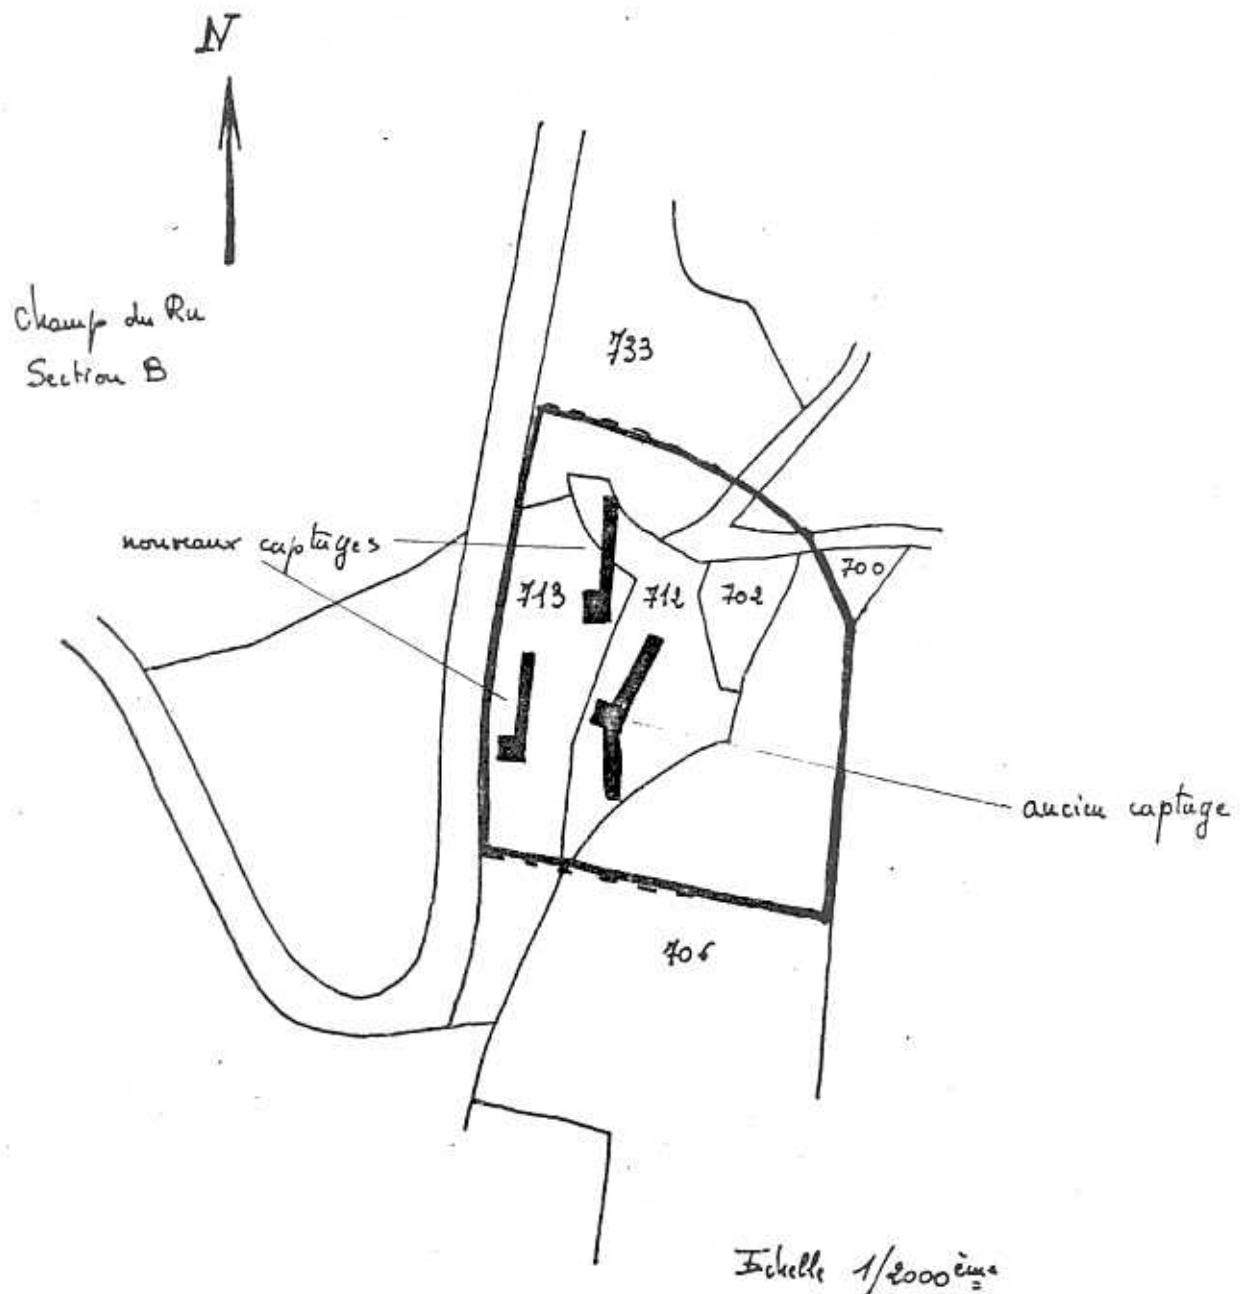 N
Champ du Ru
Section B
733
nouveaux captages
713
712
702
700
ancien captage
706
Echelle 1/2000ème